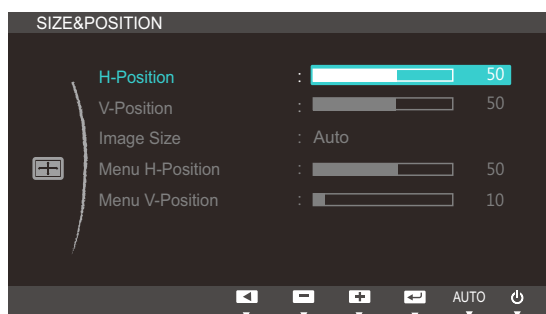 SIZE&POSITION
H-Position : 50
V-Position : 50
Image Size : Auto
Menu H-Position : 50
Menu V-Position : 10
AUTO